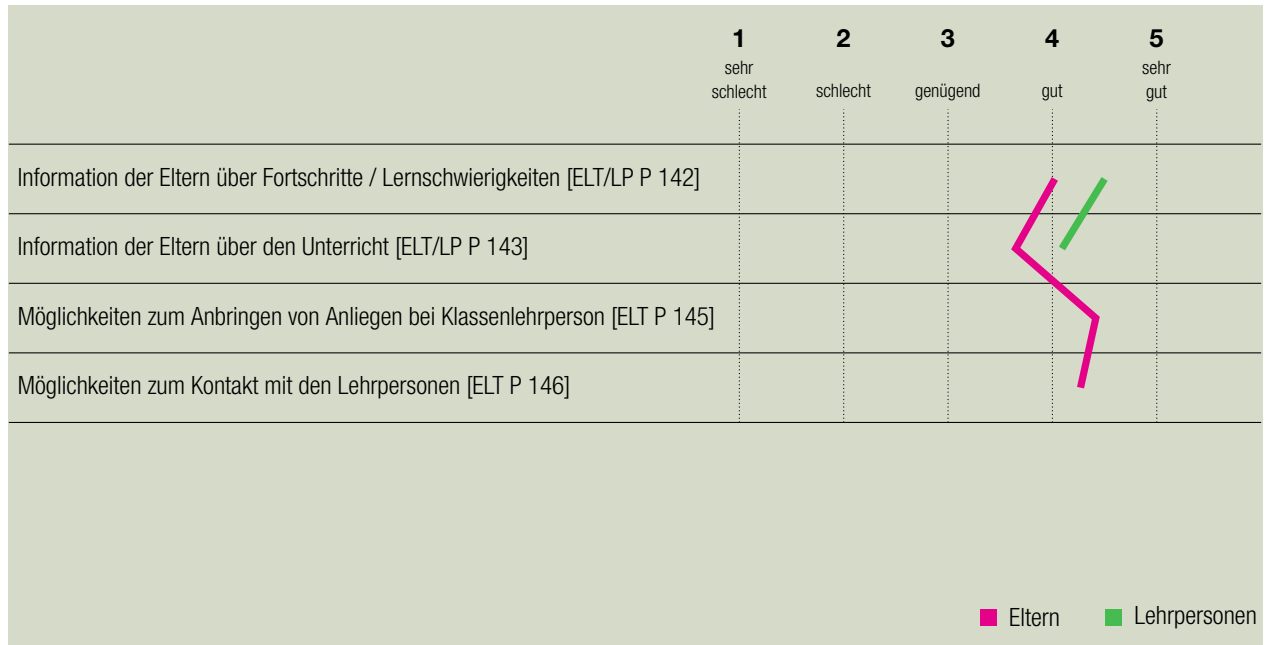 1 2 3 4 5
sehr schlecht schlecht genügend gut sehr gut
Information der Eltern über Fortschritte / Lernschwierigkeiten [ELT/LP P 142]
Information der Eltern über den Unterricht [ELT/LP P 143]
Möglichkeiten zum Anbringen von Anliegen bei Klassenlehrperson [ELT P 145]
Möglichkeiten zum Kontakt mit den Lehrpersonen [ELT P 146]
Eltern Lehrpersonen